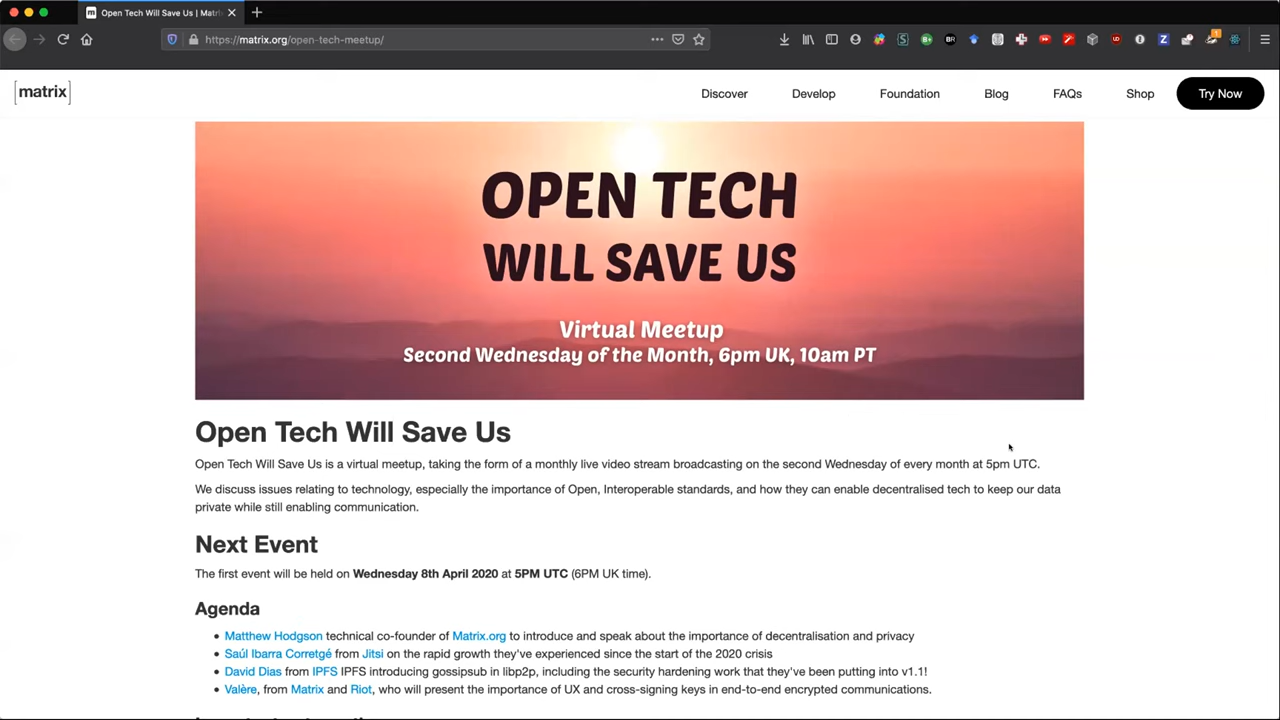 Open Tech Will Save Us | Matri
https://matrix.org/open-tech-meetup/
[matrix]
Discover
Develop
Foundation
Blog
FAQs
Shop
Try Now
OPEN TECH
WILL SAVE US
Virtual Meetup
Second Wednesday of the Month, 6pm UK, 10am PT
Open Tech Will Save Us
Open Tech Will Save Us is a virtual meetup, taking the form of a monthly live video stream broadcasting on the second Wednesday of every month at 5pm UTC.
We discuss issues relating to technology, especially the importance of Open, Interoperable standards, and how they can enable decentralised tech to keep our data
private while still enabling communication.
Next Event
The first event will be held on Wednesday 8th April 2020 at 5PM UTC (6PM UK time).
Agenda
• Matthew Hodgson technical co-founder of Matrix.org to introduce and speak about the importance of decentralisation and privacy
• Saúl Ibarra Corretgé from Jitsi on the rapid growth they've experienced since the start of the 2020 crisis
• David Dias from IPFS IPFS introducing gossipsub in libp2p, including the security hardening work that they've been putting into v1.1!
• Valère, from Matrix and Riot, who will present the importance of UX and cross-signing keys in end-to-end encrypted communications.